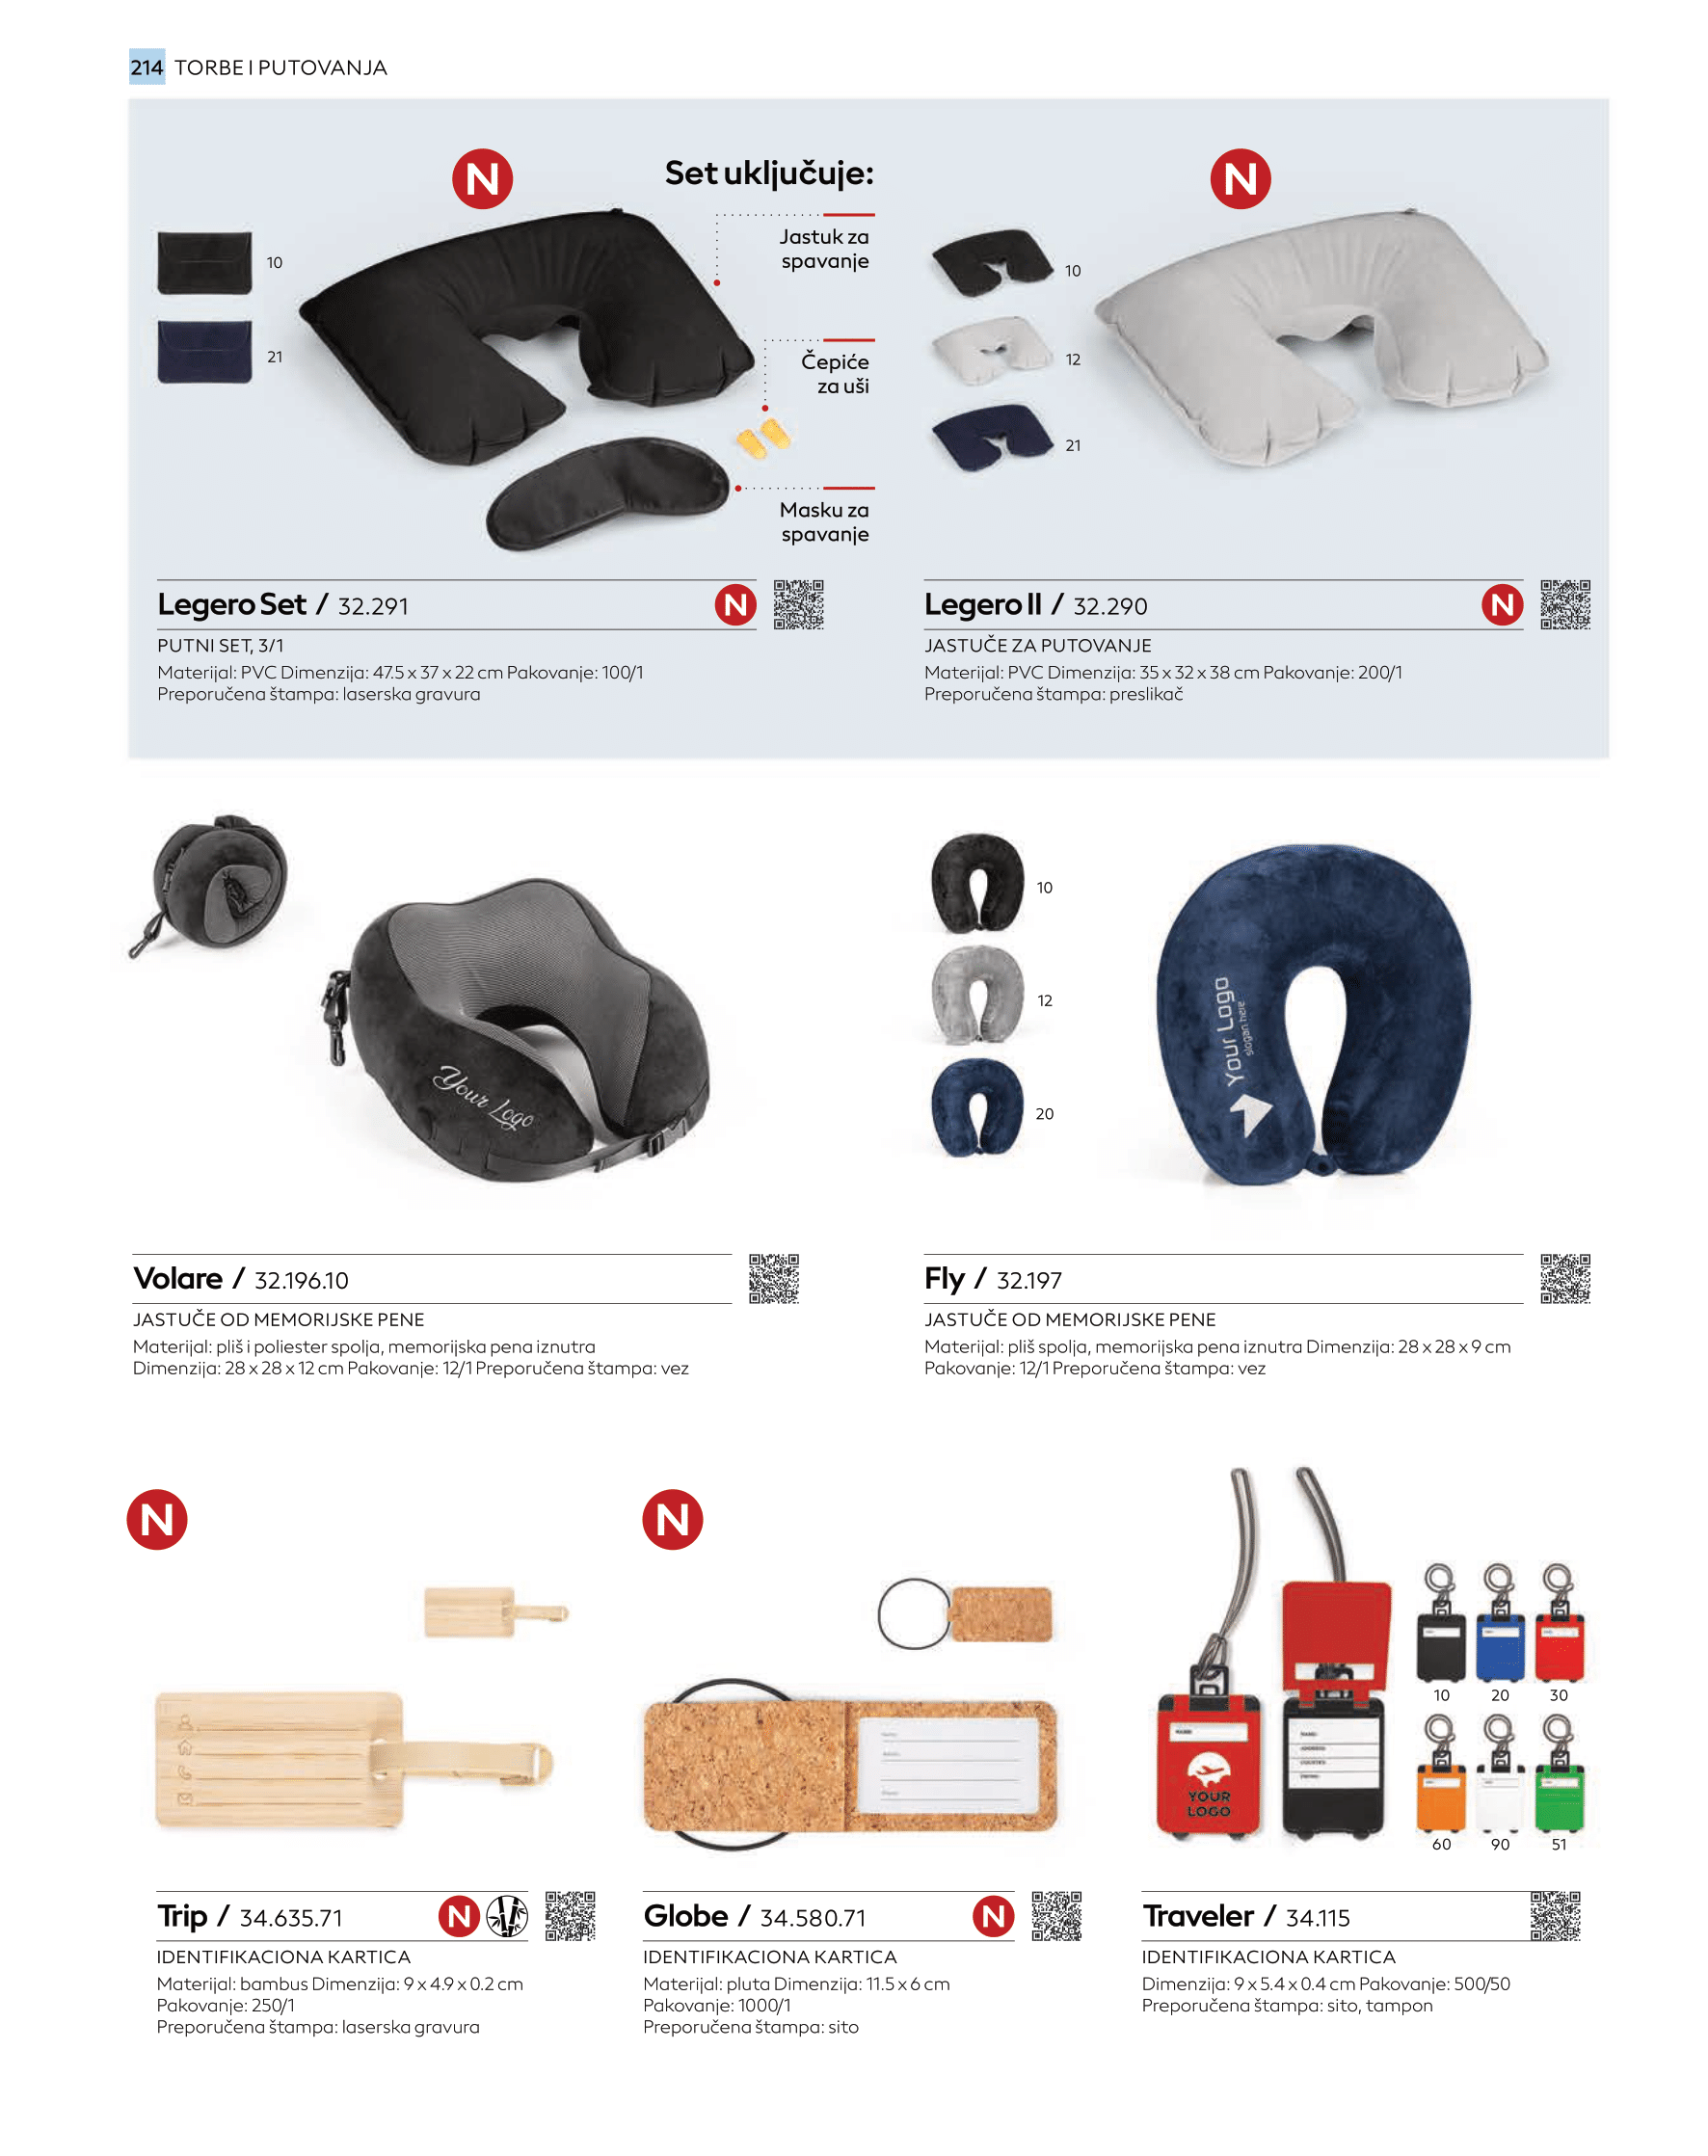 214 TORBE I PUTOVANJA
N
Set uključuje:
Jastuk za
spavanje
Čepiće
za uši
Masku za
spavanje
10
21
Legero Set / 32.291 N
PUTNI SET, 3/1
Materijal: PVC Dimenzija: 47.5 x 37 x 22 cm Pakovanje: 100/1
Preporučena štampa: laserska gravura
N
10
12
21
Legero II / 32.290 N
JASTUČE ZA PUTOVANJE
Materijal: PVC Dimenzija: 35 x 32 x 38 cm Pakovanje: 200/1
Preporučena štampa: preslikač
Your Logo
Volare / 32.196.10
JASTUČE OD MEMORIJSKE PENE
Materijal: pliš i poliester spolja, memorijska pena iznutra
Dimenzija: 28 x 28 x 12 cm Pakovanje: 12/1 Preporučena štampa: vez
10
12
20
Your Logo
slogan here
Fly / 32.197
JASTUČE OD MEMORIJSKE PENE
Materijal: pliš spolja, memorijska pena iznutra Dimenzija: 28 x 28 x 9 cm
Pakovanje: 12/1 Preporučena štampa: vez
N
Trip / 34.635.71 N
IDENTIFIKACIONA KARTICA
Materijal: bambus Dimenzija: 9 x 4.9 x 0.2 cm
Pakovanje: 250/1
Preporučena štampa: laserska gravura
N
Globe / 34.580.71 N
IDENTIFIKACIONA KARTICA
Materijal: pluta Dimenzija: 11.5 x 6 cm
Pakovanje: 1000/1
Preporučena štampa: sito
NAME:
YOUR
LOGO
NAME:
ADDRESS:
10 20 30
60 90 51
Traveler / 34.115
IDENTIFIKACIONA KARTICA
Dimenzija: 9 x 5.4 x 0.4 cm Pakovanje: 500/50
Preporučena štampa: sito, tampon